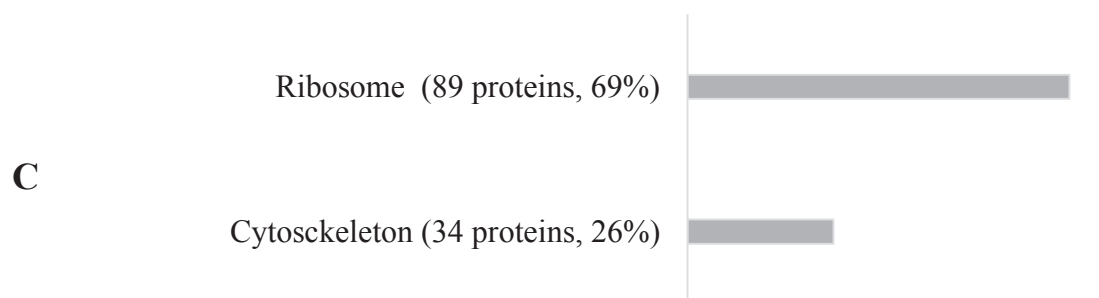 Ribosome  (89 proteins, 69%)
C
Cytosckeleton (34 proteins, 26%)